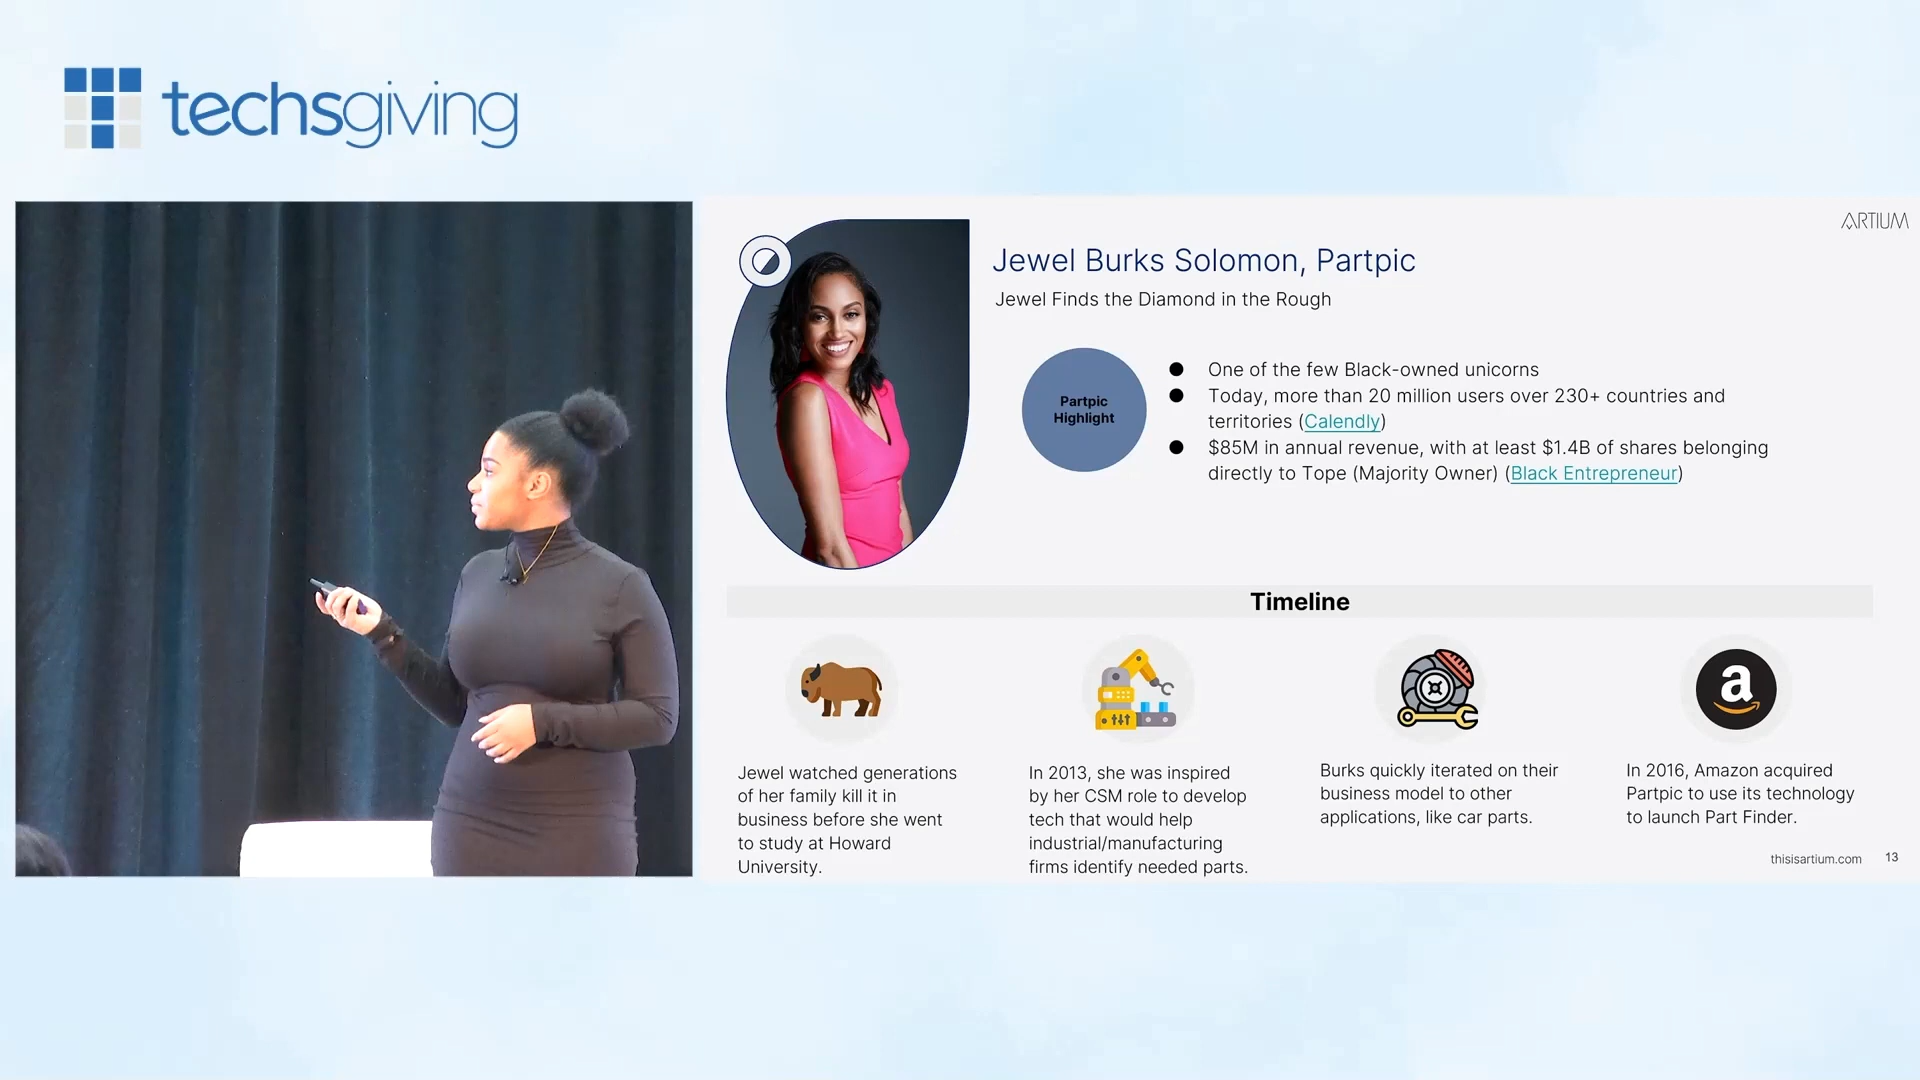 techsgiving
ARTIUM
Jewel Burks Solomon, Partpic
Jewel Finds the Diamond in the Rough
Partpic
Highlight
● One of the few Black-owned unicorns
● Today, more than 20 million users over 230+ countries and
territories (Calendly)
● $85M in annual revenue, with at least $1.4B of shares belonging
directly to Tope (Majority Owner) (Black Entrepreneur)
Timeline
a
Jewel watched generations
of her family kill it in
business before she went
to study at Howard
University.
In 2013, she was inspired
by her CSM role to develop
tech that would help
industrial/manufacturing
firms identify needed parts.
Burks quickly iterated on their
business model to other
applications, like car parts.
In 2016, Amazon acquired
Partpic to use its technology
to launch Part Finder.
thisisartium.com 13